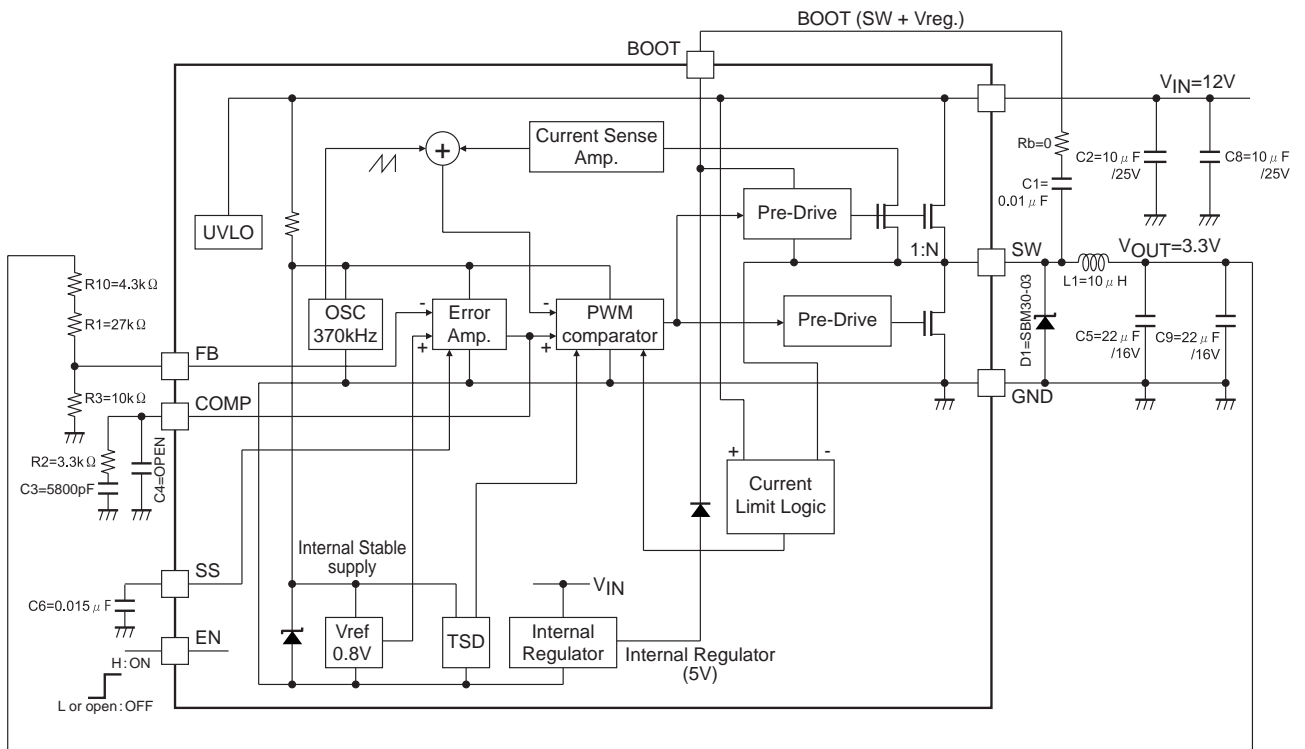 BOOT (SW + Vreg.)
BOOT
VIN=12V
Current Sense
Amp.
+
Rb=0
C2=10μF
/25V
C8=10μF
/25V
C1=
0.01μF
UVLO
Pre-Drive
1:N
SW
VOUT=3.3V
L1=10μH
R10=4.3kΩ
R1=27kΩ
OSC
370kHz
-
Error
Amp.
+
-
PWM
comparator
+
Pre-Drive
D1=SBM30-03
C5=22μF
/16V
C9=22μF
/16V
FB
GND
R3=10kΩ
COMP
R2=3.3kΩ
C3=5800pF
C4=OPEN
+
-
Current
Limit Logic
Internal Stable
supply
SS
VIN
C6=0.015μF
EN
Vref
0.8V
TSD
Internal
Regulator
Internal Regulator
(5V)
H:ON
L or open:OFF